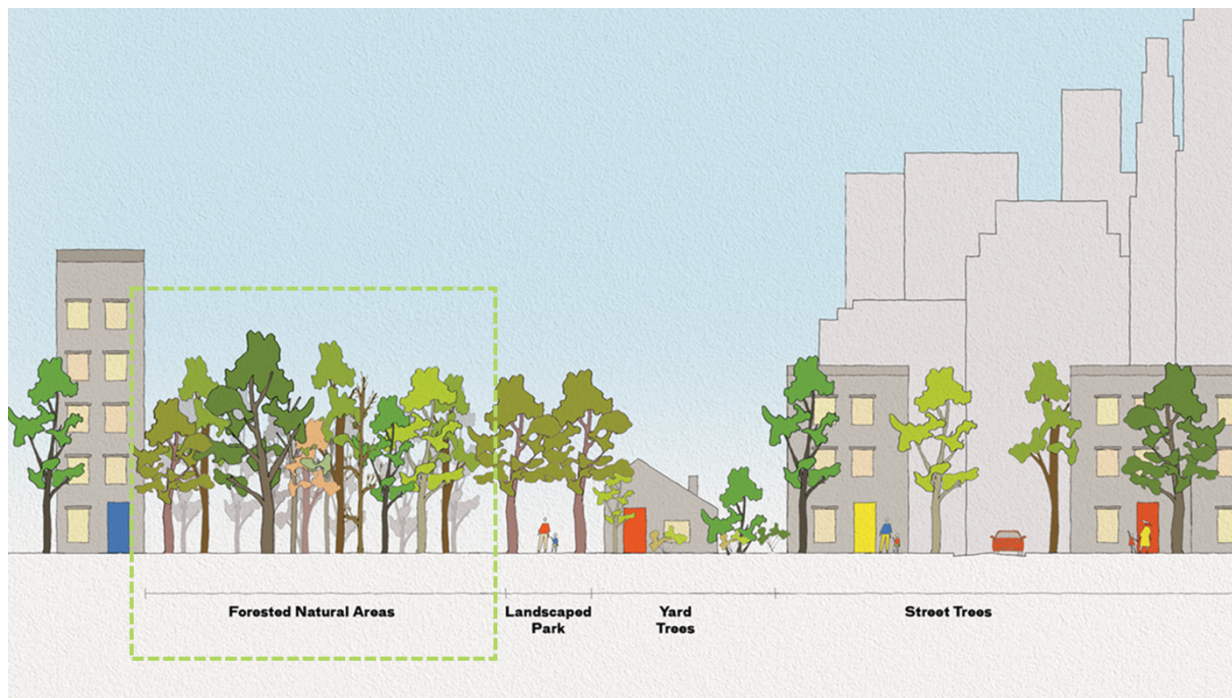 Forested Natural Areas
Landscaped
Park
Yard
Trees
Street Trees